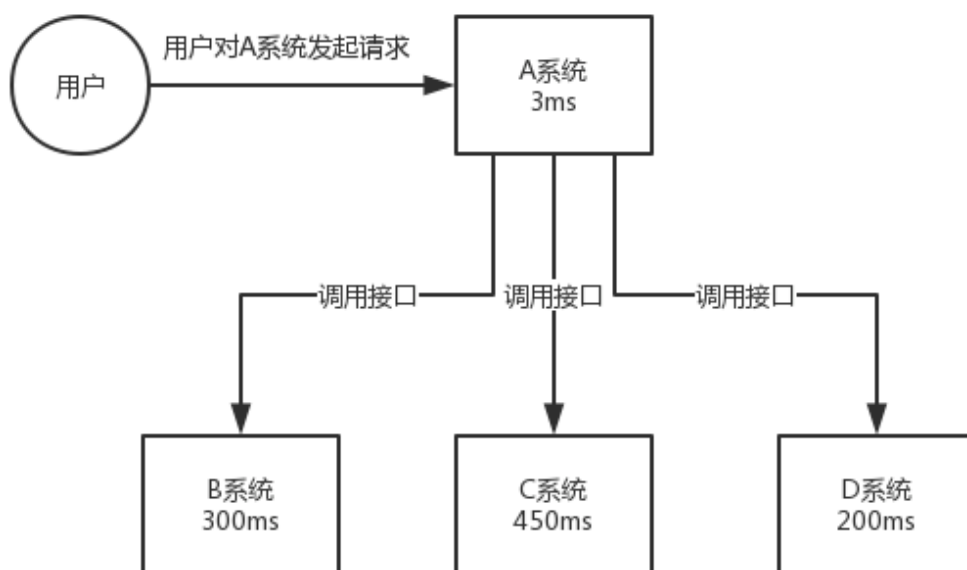 用户对A系统发起请求
用户
A系统
3ms
调用接口
调用接口
调用接口
B系统
300ms
C系统
450ms
D系统
200ms